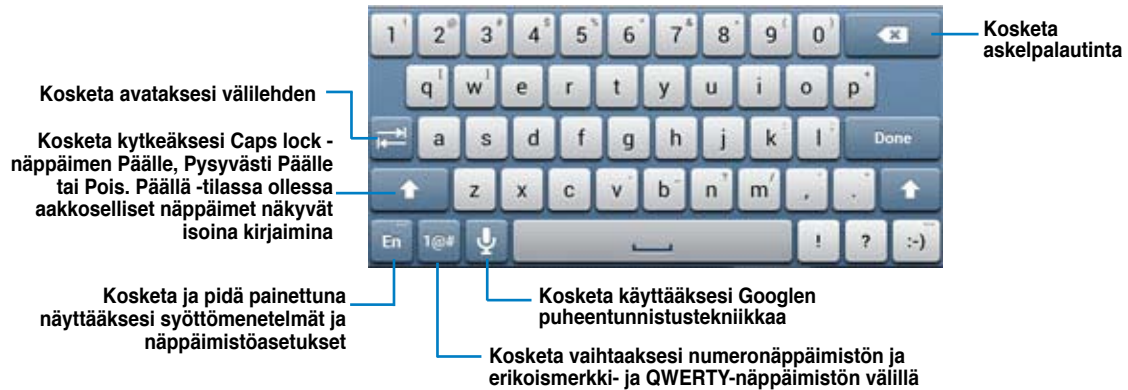 1 ! 2 @ 3 # 4 $ 5 % 6 ^ 7 & 8 * 9 ( 0 )
Kosketa
askelpalautinta
q [ w ] e r t y u i o p +
Kosketa avataksesi välilehden
a s d f g h j k : l ; Done
Kosketa kytkeäksesi Caps lock -
näppäimen Päälle, Pysyvästi Päälle
tai Pois. Päällä -tilassa ollessa
aakkoselliset näppäimet näkyvät
isoina kirjaimina
z x c v - b _ n ? m / , .
En 1@# ! ? :-)
Kosketa ja pidä painettuna
näyttääksesi syöttömenetelmät ja
näppäimistöasetukset
Kosketa käyttääksesi Googlen
puheentunnistustekniikkaa
Kosketa vaihtaaksesi numeronäppäimistön ja
erikoismerkki- ja QWERTY-näppäimistön välillä